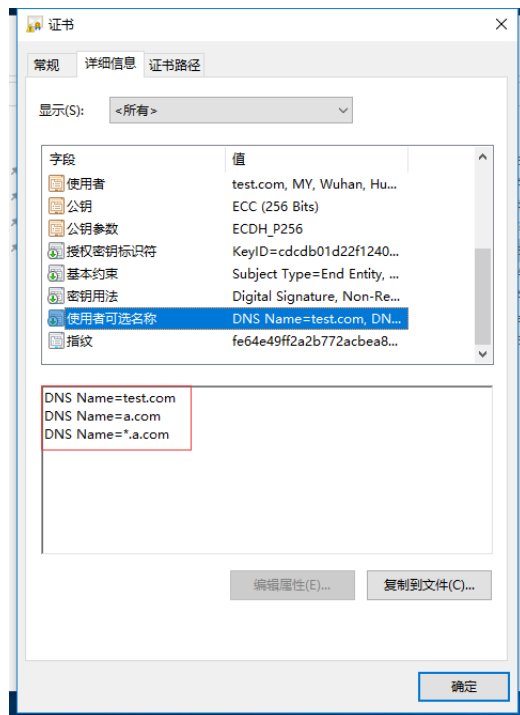 证书
常规 详细信息 证书路径
显示(S): <所有>
字段 值
使用者 test.com, MY, Wuhan, Hu...
公钥 ECC (256 Bits)
公钥参数 ECDH_P256
授权密钥标识符 KeyID=cdcdb01d22f1240...
基本约束 Subject Type=End Entity, ...
密钥用法 Digital Signature, Non-Re...
使用者可选名称 DNS Name=test.com, DN...
指纹 fe64e49ff2a2b772acbea8...
DNS Name=test.com
DNS Name=a.com
DNS Name=*.a.com
编辑属性(E)... 复制到文件(C)...
确定